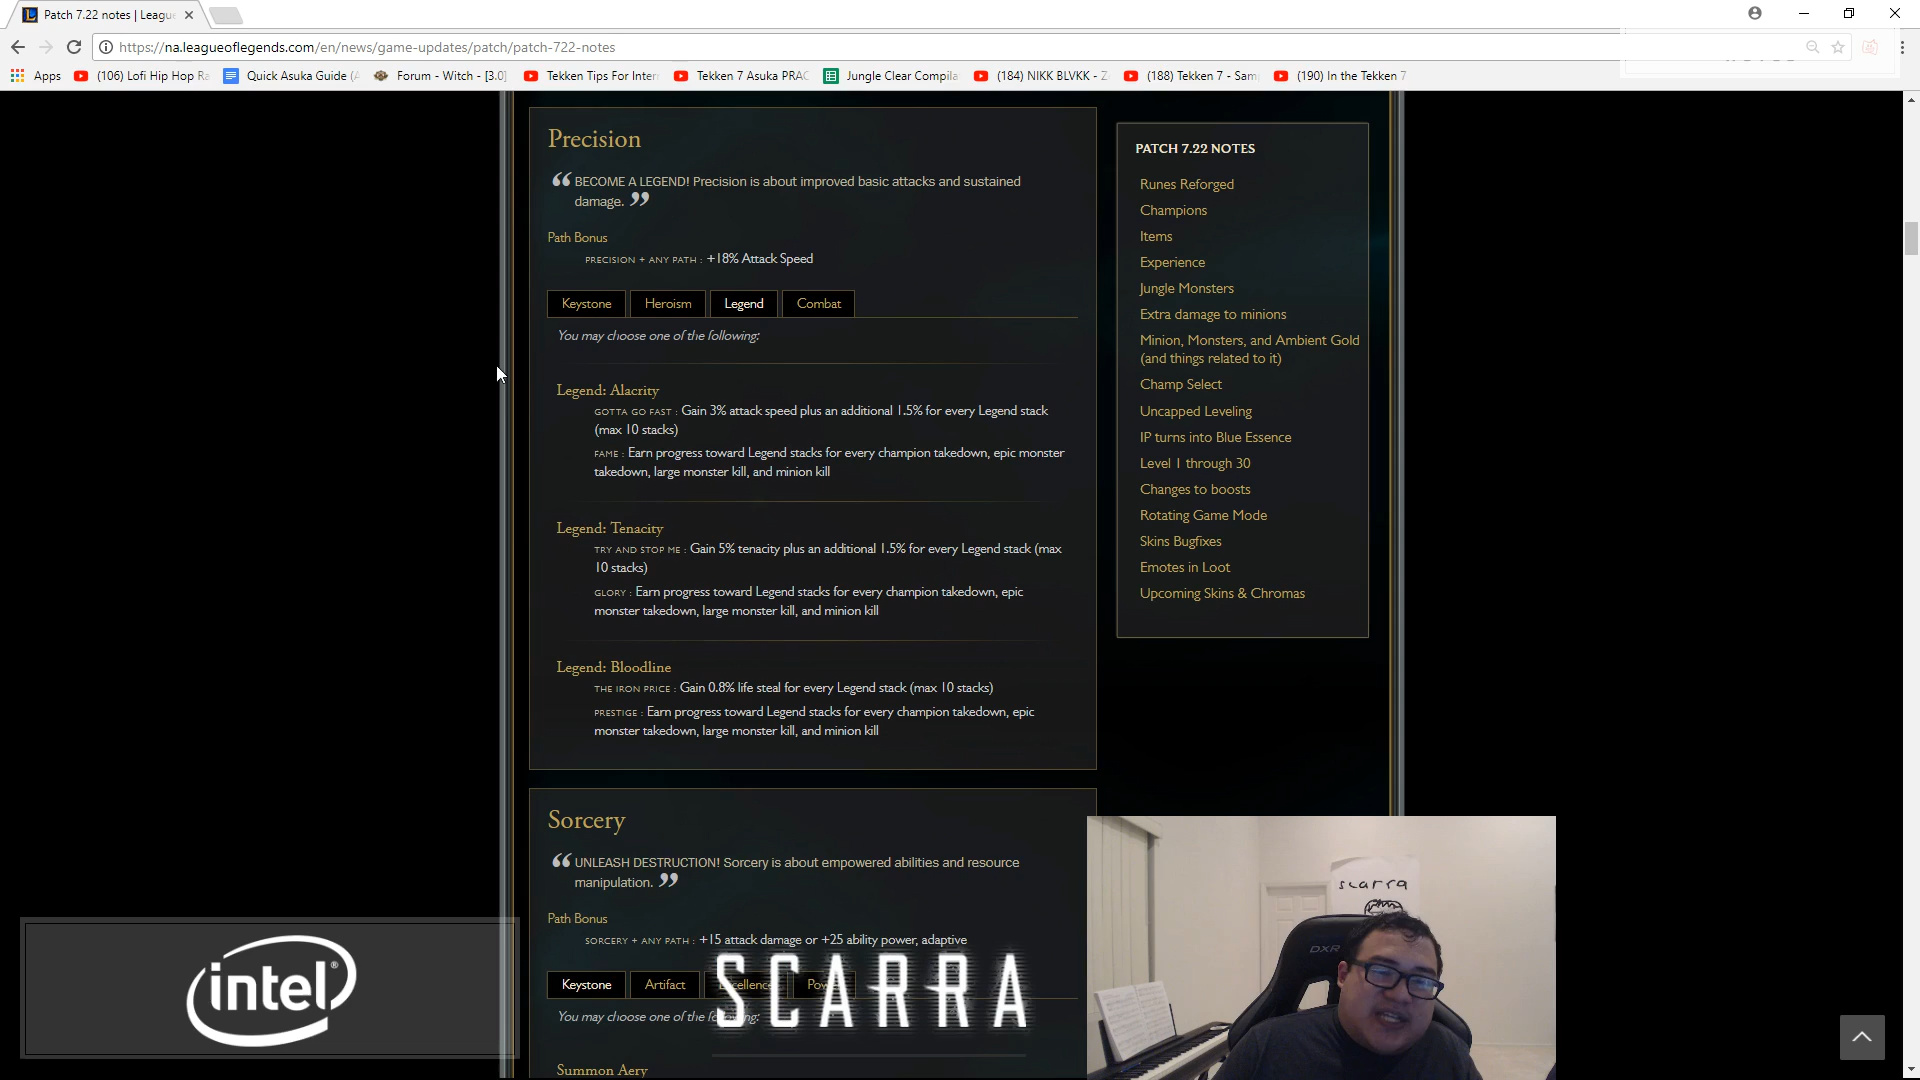 Patch 7.22 notes | Leagu
https://na.leagueoflegends.com/en/news/game-updates/patch/patch-722-notes
Apps (106) Lofi Hip Hop Ra Quick Asuka Guide (A Forum - Witch - [3.0] Tekken Tips For Inter Tekken 7 Asuka PRAC Jungle Clear Compila (184) NIKK BLVKK - Z (188) Tekken 7 - Sam (190) In the Tekken 7
Precision
“ BECOME A LEGEND! Precision is about improved basic attacks and sustained
damage. ”
Path Bonus
PRECISION + ANY PATH : +18% Attack Speed
Keystone Heroism Legend Combat
You may choose one of the following:
Legend: Alacrity
GOTTA GO FAST : Gain 3% attack speed plus an additional 1.5% for every Legend stack
(max 10 stacks)
FAME : Earn progress toward Legend stacks for every champion takedown, epic monster
takedown, large monster kill, and minion kill
Legend: Tenacity
TRY AND STOP ME : Gain 5% tenacity plus an additional 1.5% for every Legend stack (max
10 stacks)
GLORY : Earn progress toward Legend stacks for every champion takedown, epic
monster takedown, large monster kill, and minion kill
Legend: Bloodline
THE IRON PRICE : Gain 0.8% life steal for every Legend stack (max 10 stacks)
PRESTIGE : Earn progress toward Legend stacks for every champion takedown, epic
monster takedown, large monster kill, and minion kill
PATCH 7.22 NOTES
Runes Reforged
Champions
Items
Experience
Jungle Monsters
Extra damage to minions
Minion, Monsters, and Ambient Gold
(and things related to it)
Champ Select
Uncapped Leveling
IP turns into Blue Essence
Level 1 through 30
Changes to boosts
Rotating Game Mode
Skins Bugfixes
Emotes in Loot
Upcoming Skins & Chromas
Sorcery
“ UNLEASH DESTRUCTION! Sorcery is about empowered abilities and resource
manipulation. ”
Path Bonus
SORCERY + ANY PATH : +15 attack damage or +25 ability power, adaptive
Keystone Artifact
You may choose one of the
Summon Aery
intel®
SCARRA
scarra
DXR